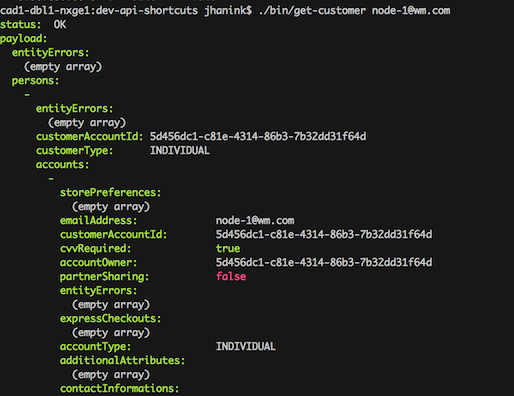 cad1-dbl1-nxge1:dev-api-shortcuts jhanink$ ./bin/get-customer node-1@wm.com
status:  OK
payload:
  entityErrors:
    (empty array)
  persons:
    -
      entityErrors:
        (empty array)
      customerAccountId: 5d456dc1-c81e-4314-86b3-7b32dd31f64d
      customerType:      INDIVIDUAL
      accounts:
        -
          storePreferences:
            (empty array)
          emailAddress:             node-1@wm.com
          customerAccountId:        5d456dc1-c81e-4314-86b3-7b32dd31f64d
          cvvRequired:              true
          accountOwner:             5d456dc1-c81e-4314-86b3-7b32dd31f64d
          partnerSharing:           false
          entityErrors:
            (empty array)
          expressCheckouts:
            (empty array)
          accountType:              INDIVIDUAL
          additionalAttributes:
            (empty array)
          contactInformations: